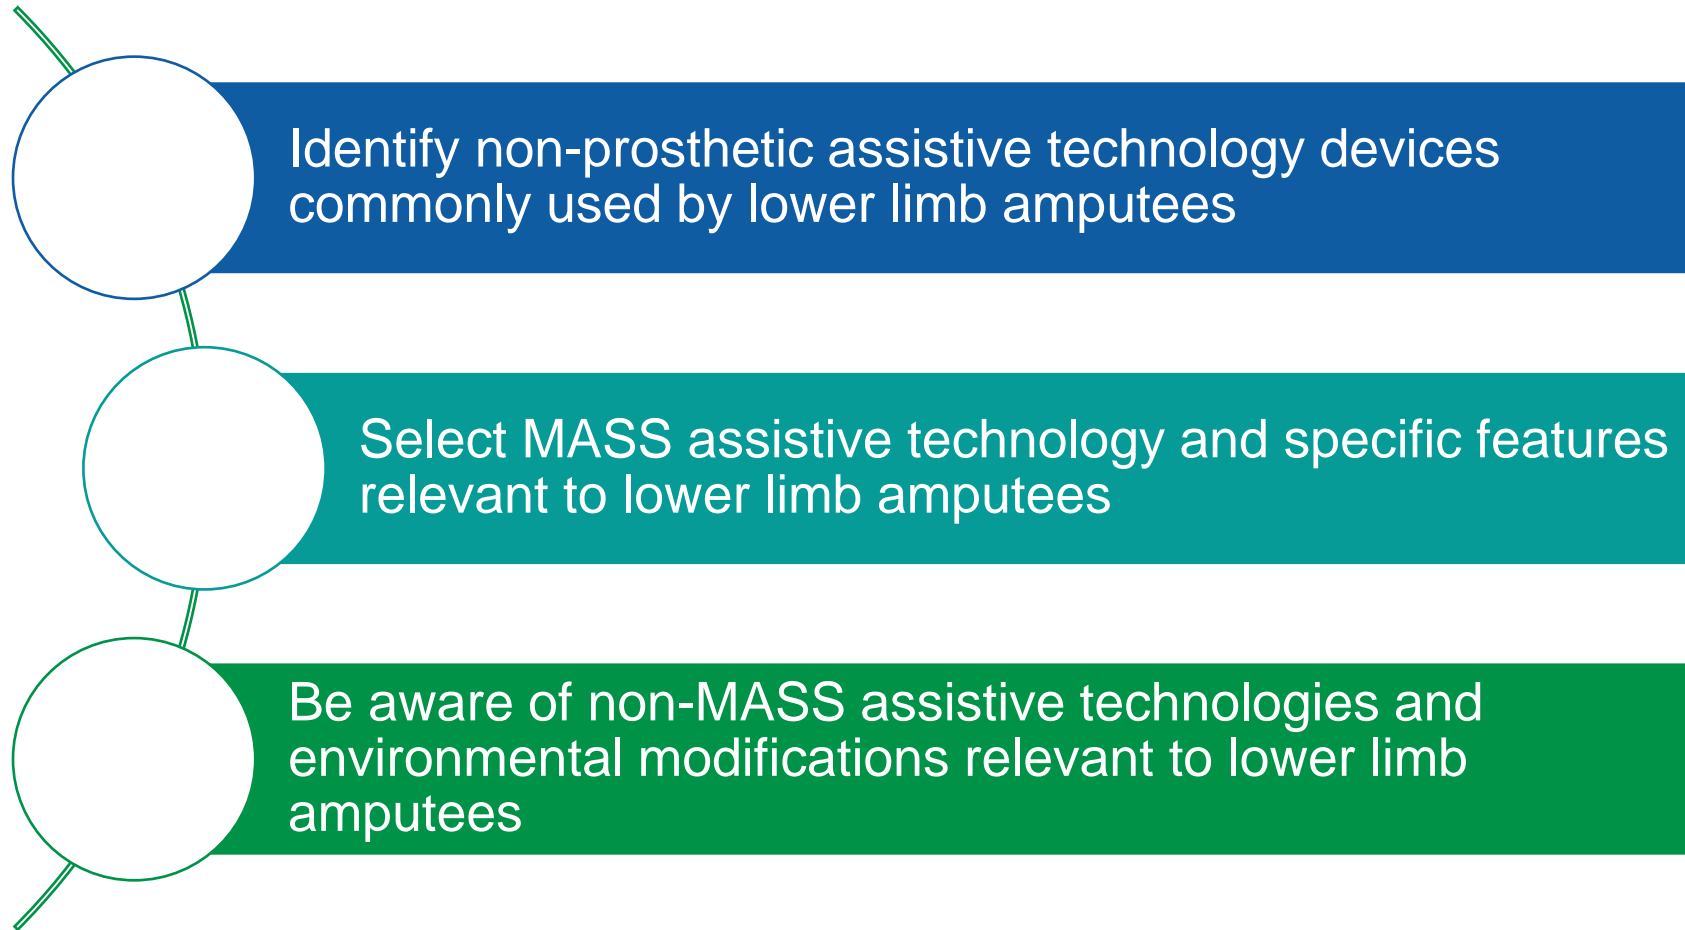 Identify non-prosthetic assistive technology devices
commonly used by lower limb amputees
Select MASS assistive technology and specific features
relevant to lower limb amputees
Be aware of non-MASS assistive technologies and
environmental modifications relevant to lower limb
amputees